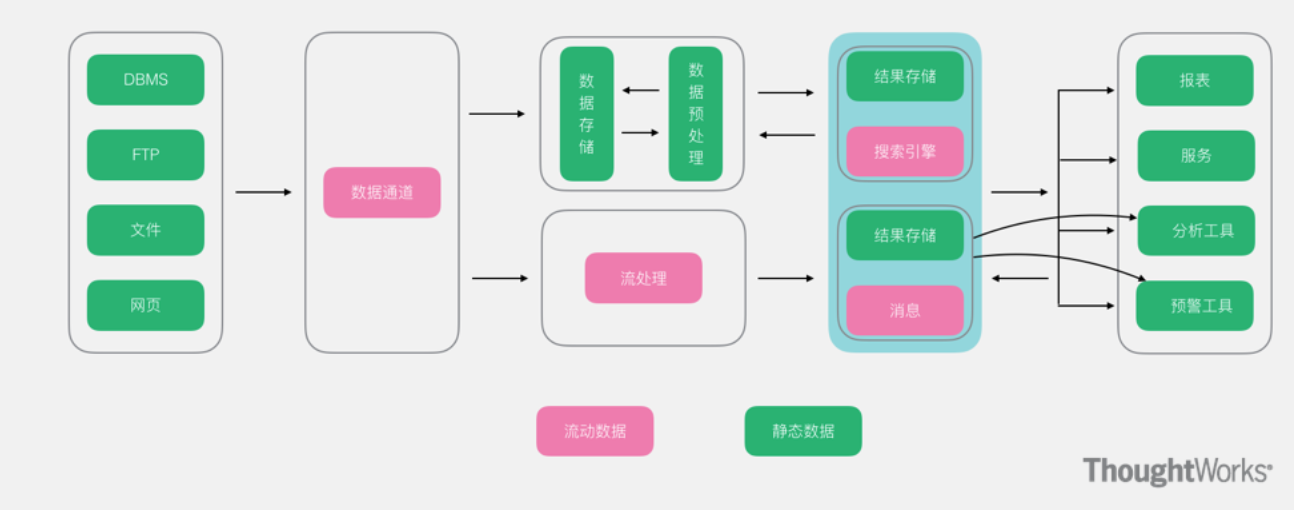 DBMS
FTP
文件
网页
数据通道
数据存储
数据预处理
流处理
结果存储
搜索引擎
结果存储
消息
报表
服务
分析工具
预警工具
流动数据
静态数据
ThoughtWorks®